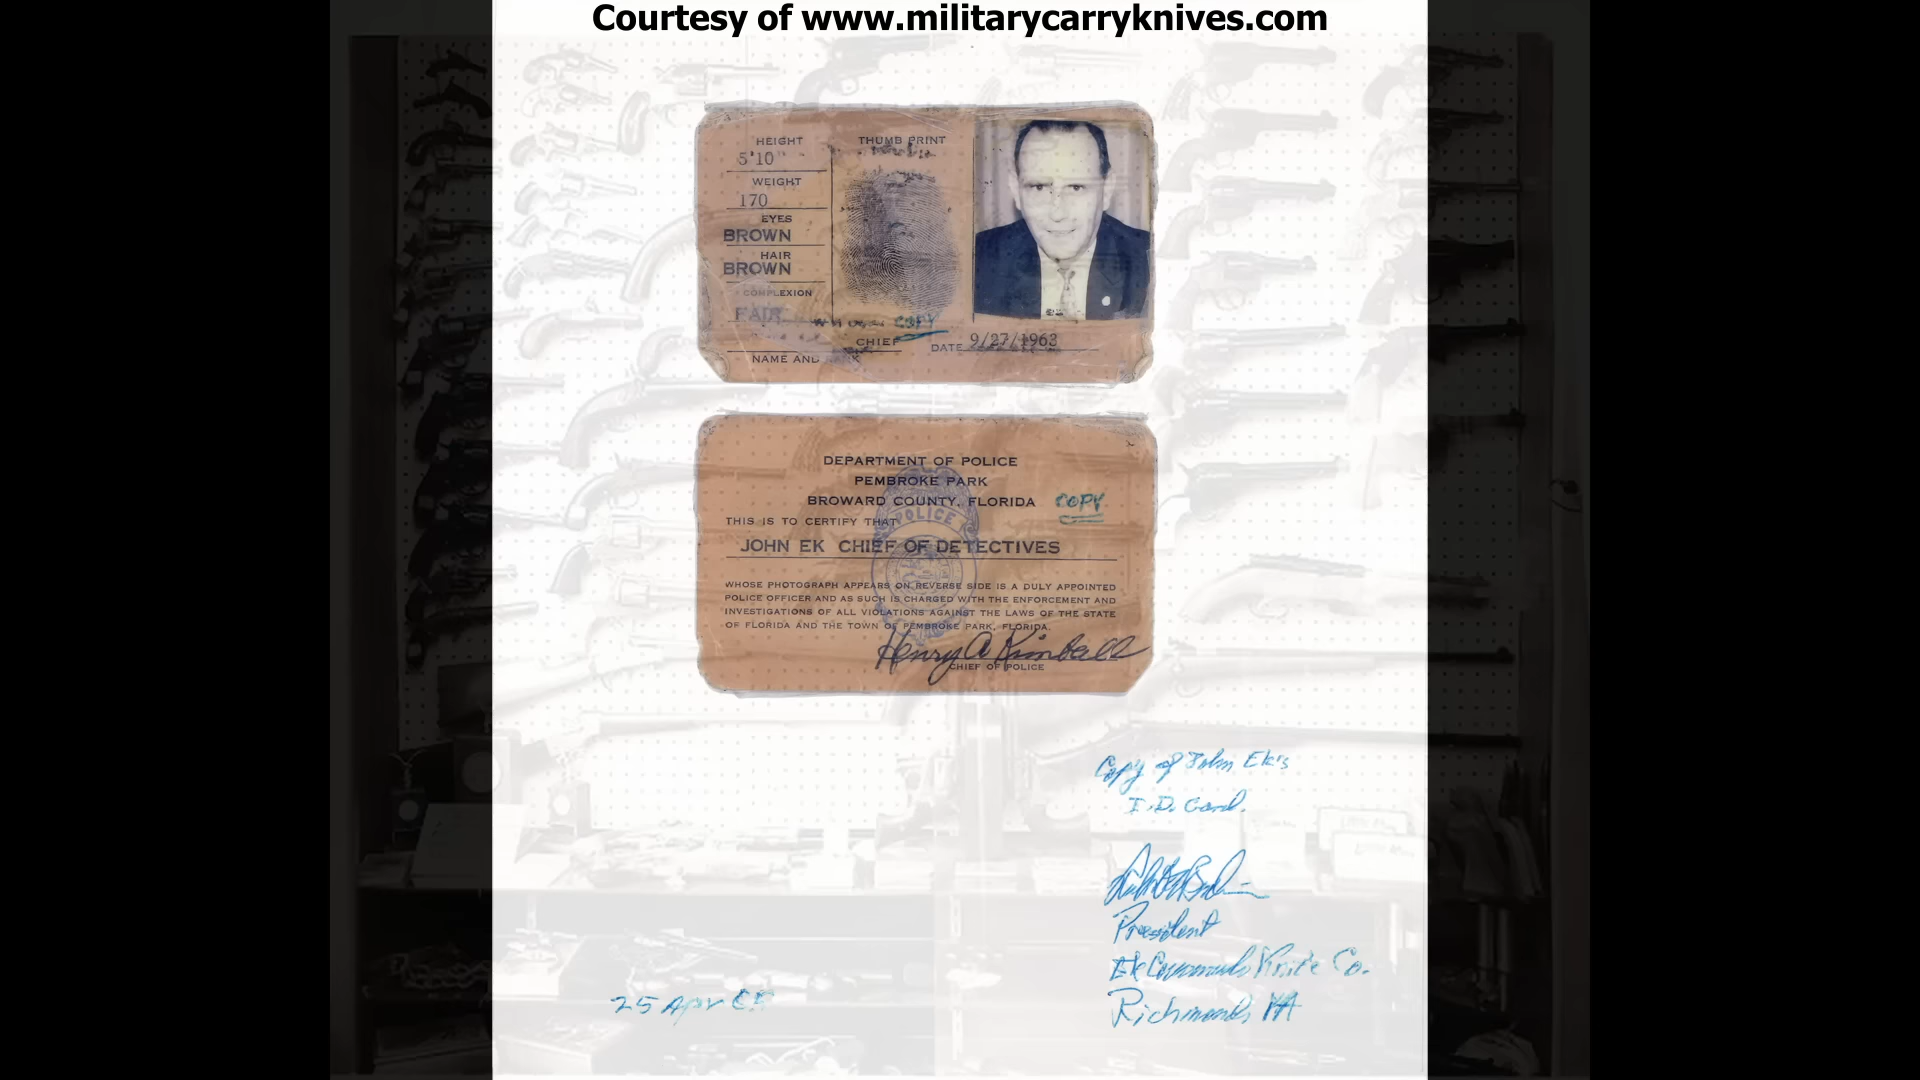 Courtesy of www.militarycarryknives.com
HEIGHT
5'10"
WEIGHT
170
EYES
BROWN
HAIR
BROWN
COMPLEXION
FAIR
THUMB PRINT
COPY
CHIEF
DATE 9/27/1963
NAME AND
DEPARTMENT OF POLICE
PEMBROKE PARK
BROWARD COUNTY, FLORIDA COPY
THIS IS TO CERTIFY THAT
POLICE
JOHN EK CHIEF OF DETECTIVES
WHOSE PHOTOGRAPH APPEARS ON REVERSE SIDE IS A DULY APPOINTED
POLICE OFFICER AND AS SUCH IS CHARGED WITH THE ENFORCEMENT AND
INVESTIGATIONS OF ALL VIOLATIONS AGAINST THE LAWS OF THE STATE
OF FLORIDA AND THE TOWN OF PEMBROKE PARK, FLORIDA.
Henry A Kimball
CHIEF OF POLICE
Copy of John Ek's
I.D. Card.
President
Ek Commando Knife Co.
Richmond, VA
25 Apr